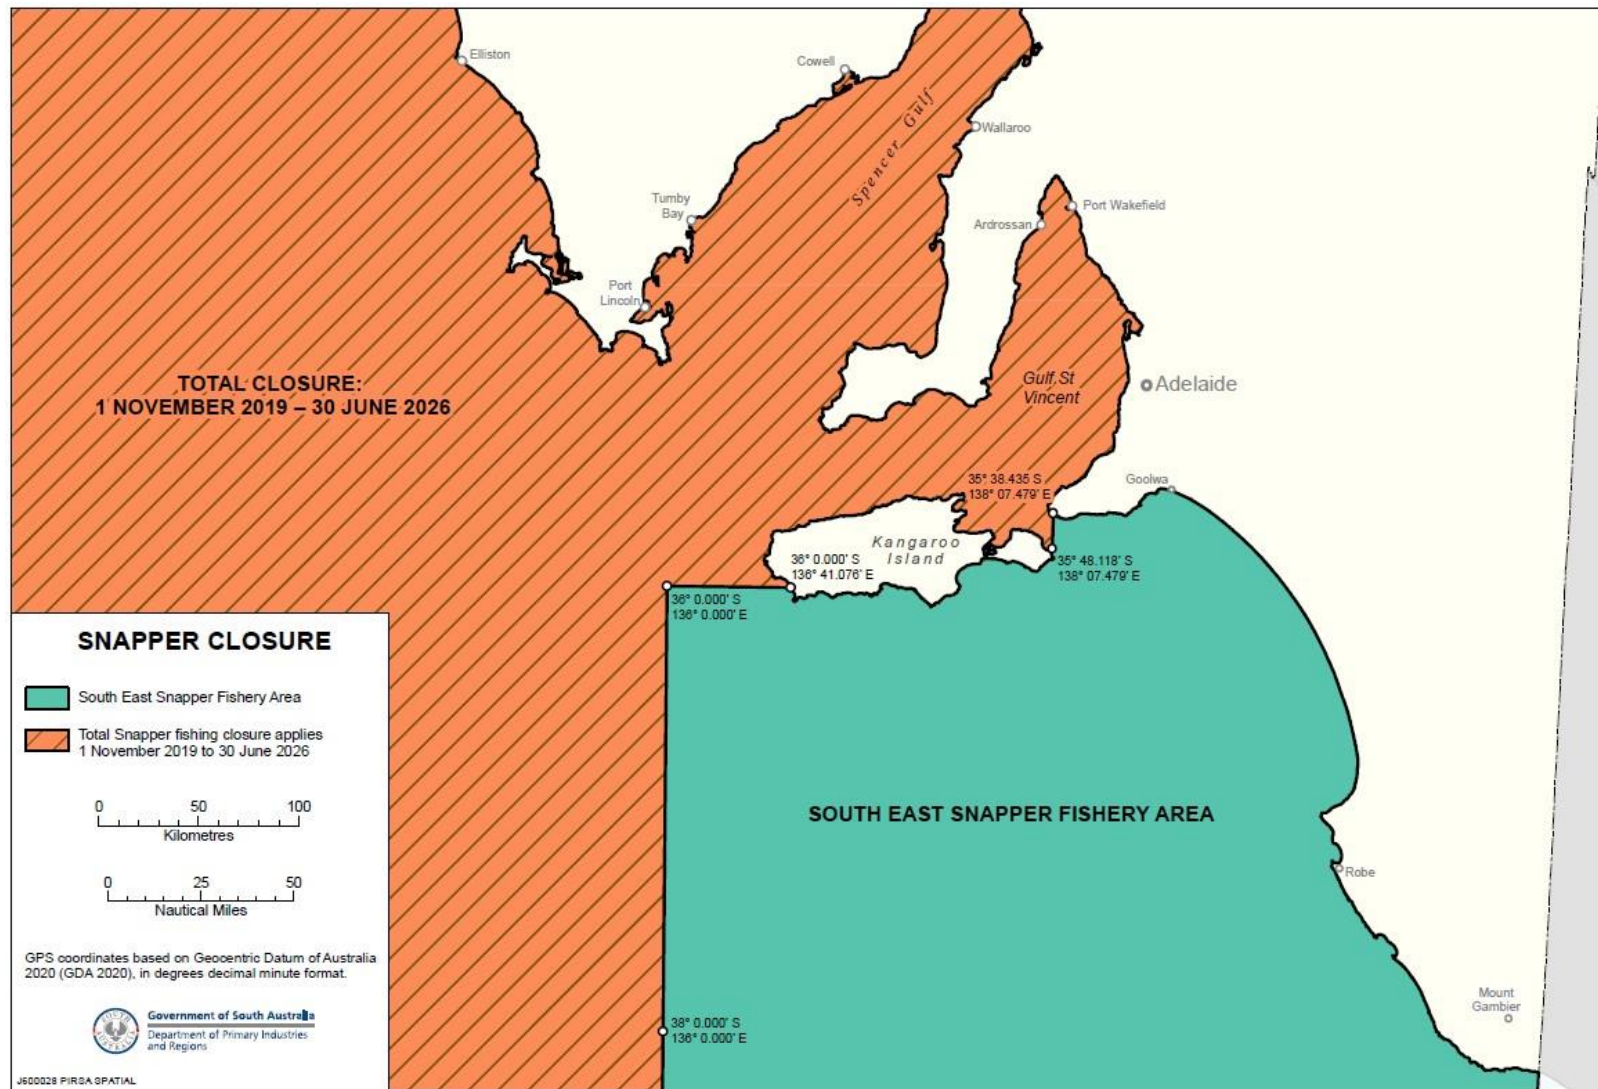 Elliston
Cowell
Spencer Gulf
Wallaroo
Tumby
Bay
Port Wakefield
Ardrossan
Port
Lincoln
TOTAL CLOSURE:
1 NOVEMBER 2019 – 30 JUNE 2026
Gulf St
Vincent
Adelaide
35° 38.435 S
138° 07.479' E
Goolwa
Kangaroo
Island
36° 0.000' S
136° 41.076' E
35° 48.118' S
138° 07.479' E
36° 0.000' S
136° 0.000' E
SNAPPER CLOSURE
South East Snapper Fishery Area
Total Snapper fishing closure applies
1 November 2019 to 30 June 2026
0 50 100
Kilometres
0 25 50
Nautical Miles
SOUTH EAST SNAPPER FISHERY AREA
Robe
GPS coordinates based on Geocentric Datum of Australia
2020 (GDA 2020), in degrees decimal minute format.
Mount
Gambier
SOUTH
AUSTRALIA
Government of South Australia
Department of Primary Industries
and Regions
38° 0.000' S
136° 0.000' E
J600028 PIRSA SPATIAL